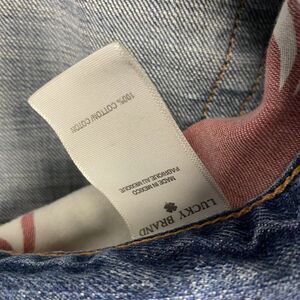 LUCKY BRAND
MADE IN MEXICO
FABRIQUE AU MEXIQUE
100% COTTON/ COTON